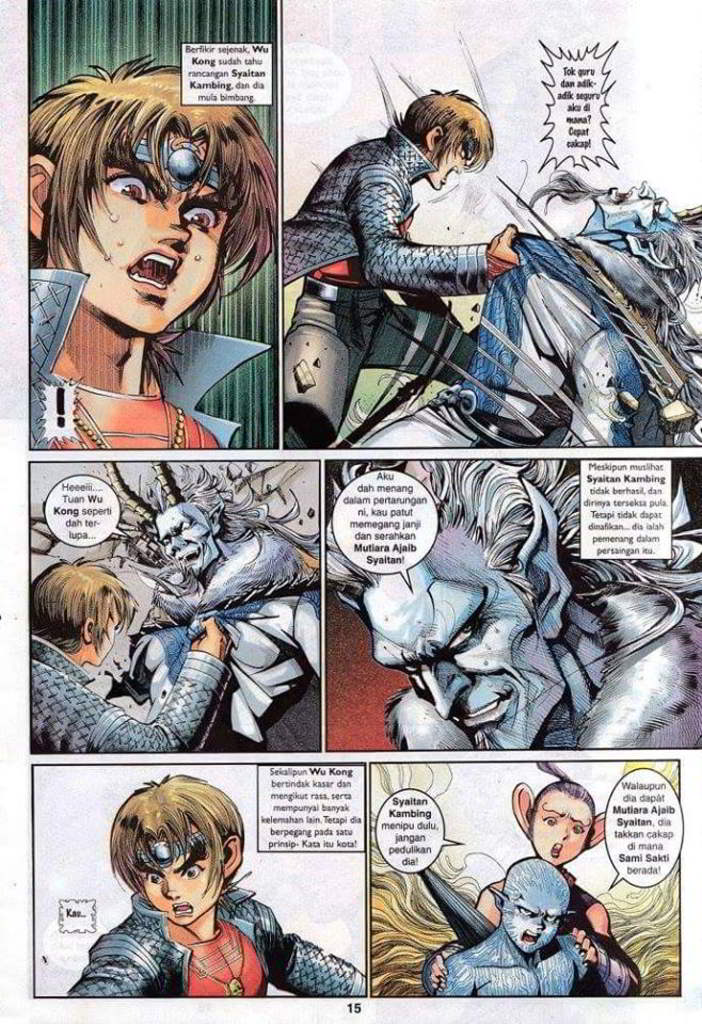 Berfikir sejenak, Wu
Kong sudah tahu
rancangan Syaitan
Kambing, dan dia
mula bimbang.
!
Tok guru
dan adik-
adik seguru
aku di
mana?
Cepat
cakap!
Heeeiii....
Tuan Wu
Kong seperti
dah ter-
lupa...
Aku
dah menang
dalam pertarungan
ni, kau patut
memegang janji
dan serahkan
Mutiara Ajaib
Syaitan!
Meskipun muslihat
Syaitan Kambing
tidak berhasil, dan
dirinya terseksa pula.
Tetapi tidak dapat
dinafikan... dia ialah
pemenang dalam
persaingan itu.
Sekalipun Wu Kong
bertindak kasar dan
mengikut rasa, serta
mempunyai banyak
kelemahan lain. Tetapi dia
berpegang pada satu
prinsip- Kata itu kota!
Kau...
Syaitan
Kambing
menipu dulu,
jangan
pedulikan
dia!
Walaupun
dia dapat
Mutiara Ajaib
Syaitan, dia
takkan cakap
di mana
Sami Sakti
berada!
15